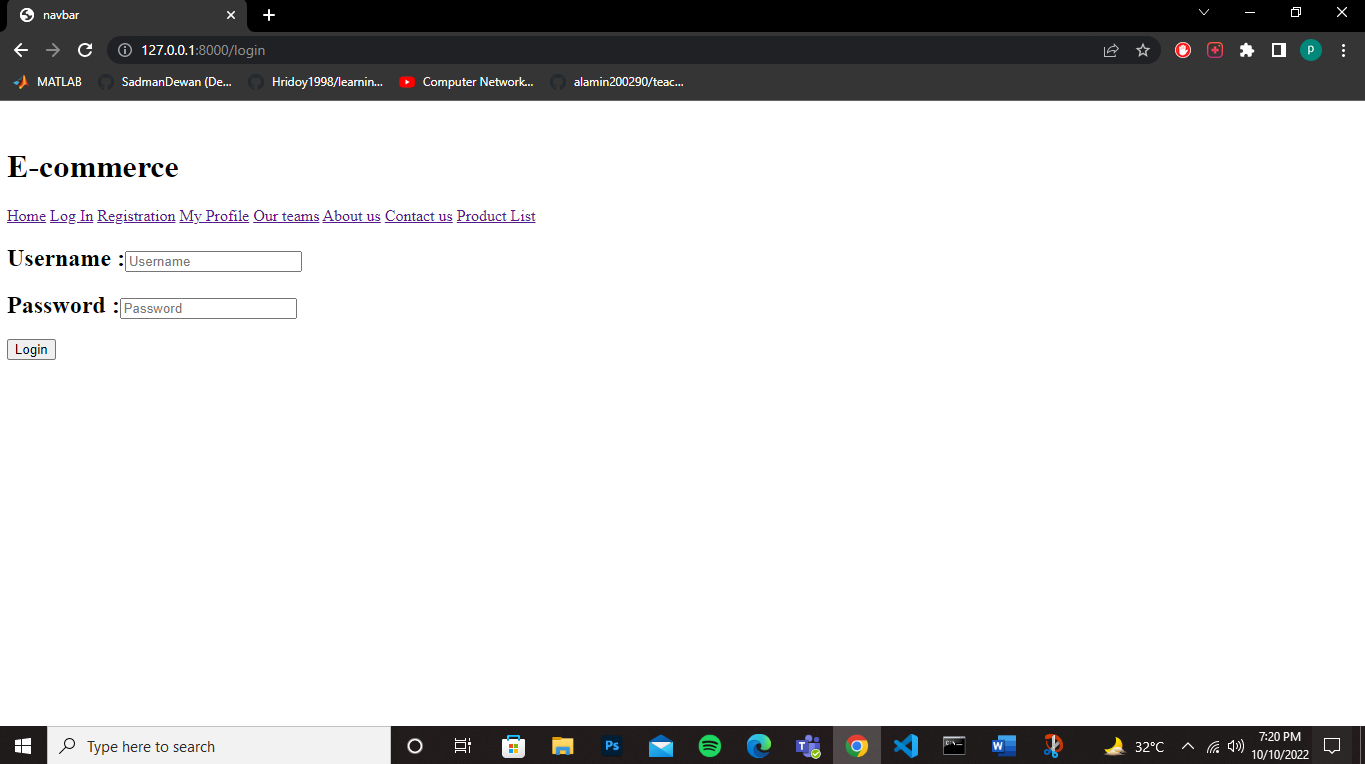 navbar
127.0.0.1:8000/login
P
MATLAB SadmanDewan (De... Hridoy1998/learnin... Computer Network... alamin200290/teac...
E-commerce
Home Log In Registration My Profile Our teams About us Contact us Product List
Username : Username
Password : Password
Login
Type here to search Ps W 32°C 7:20 PM
10/10/2022